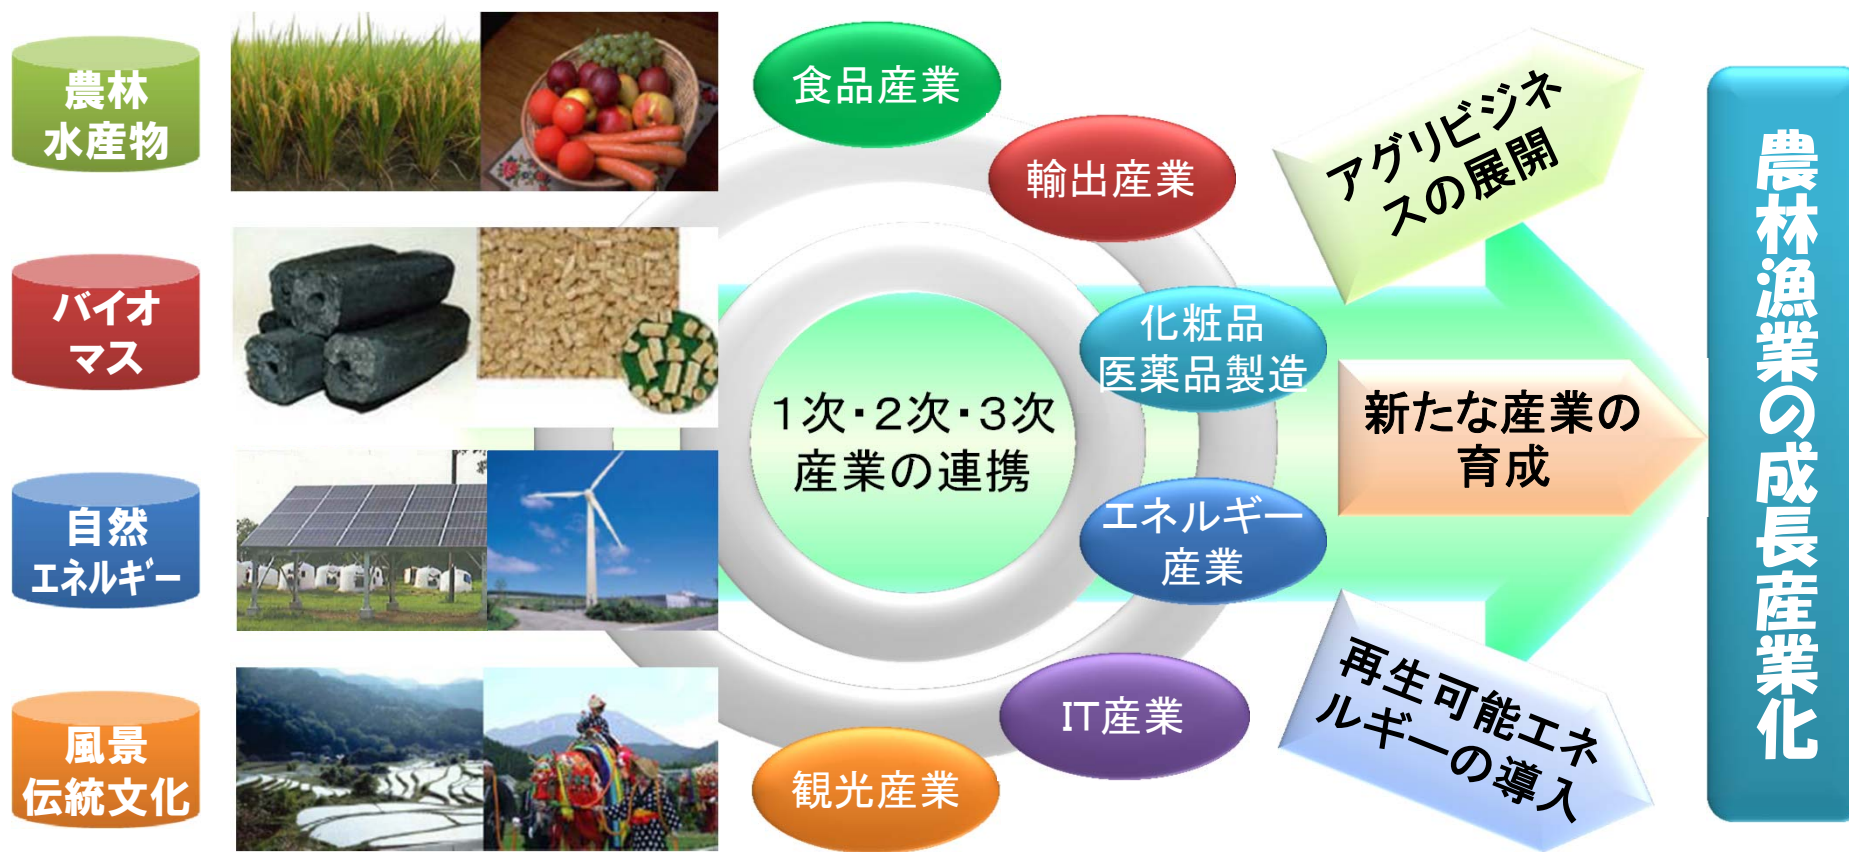 農林
水産物
バイオ
マス
自然
エネルギー
風景
伝統文化
食品産業
輸出産業
化粧品
医薬品製造
エネルギー
産業
IT産業
観光産業
1次・2次・3次
産業の連携
アグリビジネ
スの展開
新たな産業の
育成
再生可能エネ
ルギーの導入
農林漁業の成長産業化